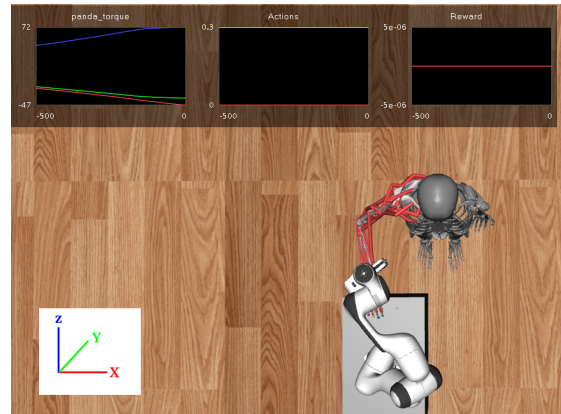 panda_torque
Actions
Reward
72
0.3
5e-06
-47
0
-5e-06
-500
0
-500
0
-500
0
Z
Y
X